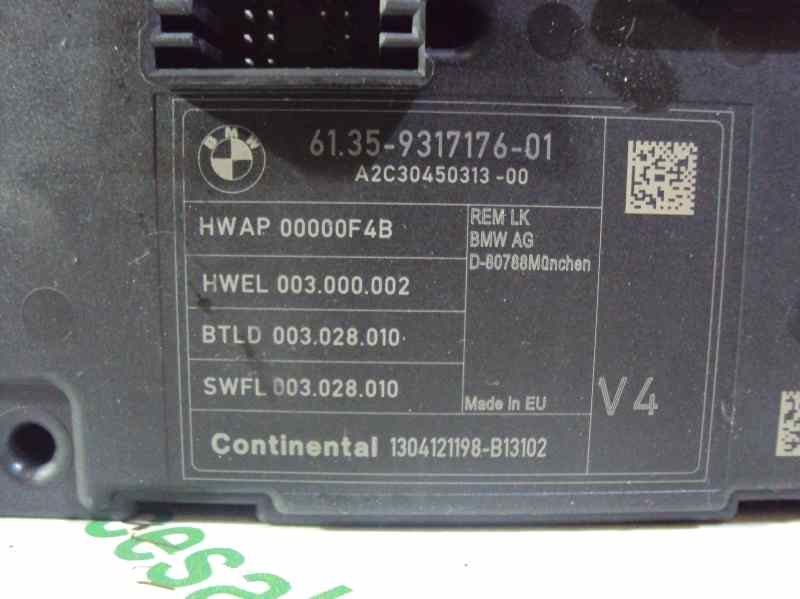 BMW
61.35-9317176-01
A2C30450313-00
HWAP 00000F4B
HWEL 003.000.002
BTLD 003.028.010
SWFL 003.028.010
REM LK
BMW AG
D-80788München
Made In EU
V4
Continental 1304121198-B13102